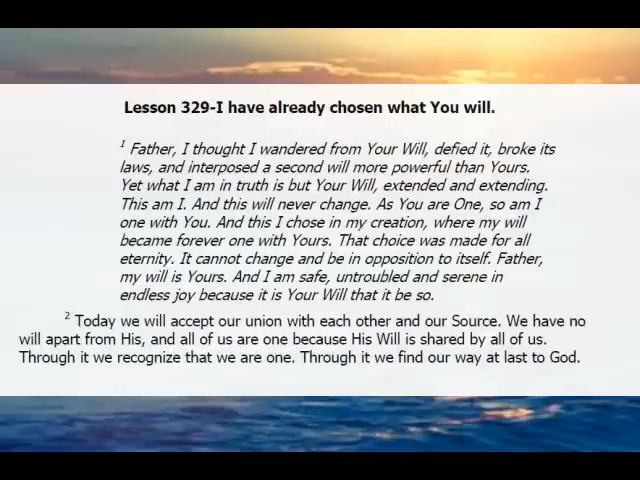 Lesson 329-I have already chosen what You will.
1 Father, I thought I wandered from Your Will, defied it, broke its
laws, and interposed a second will more powerful than Yours.
Yet what I am in truth is but Your Will, extended and extending.
This am I. And this will never change. As You are One, so am I
one with You. And this I chose in my creation, where my will
became forever one with Yours. That choice was made for all
eternity. It cannot change and be in opposition to itself. Father,
my will is Yours. And I am safe, untroubled and serene in
endless joy because it is Your Will that it be so.
2 Today we will accept our union with each other and our Source. We have no
will apart from His, and all of us are one because His Will is shared by all of us.
Through it we recognize that we are one. Through it we find our way at last to God.